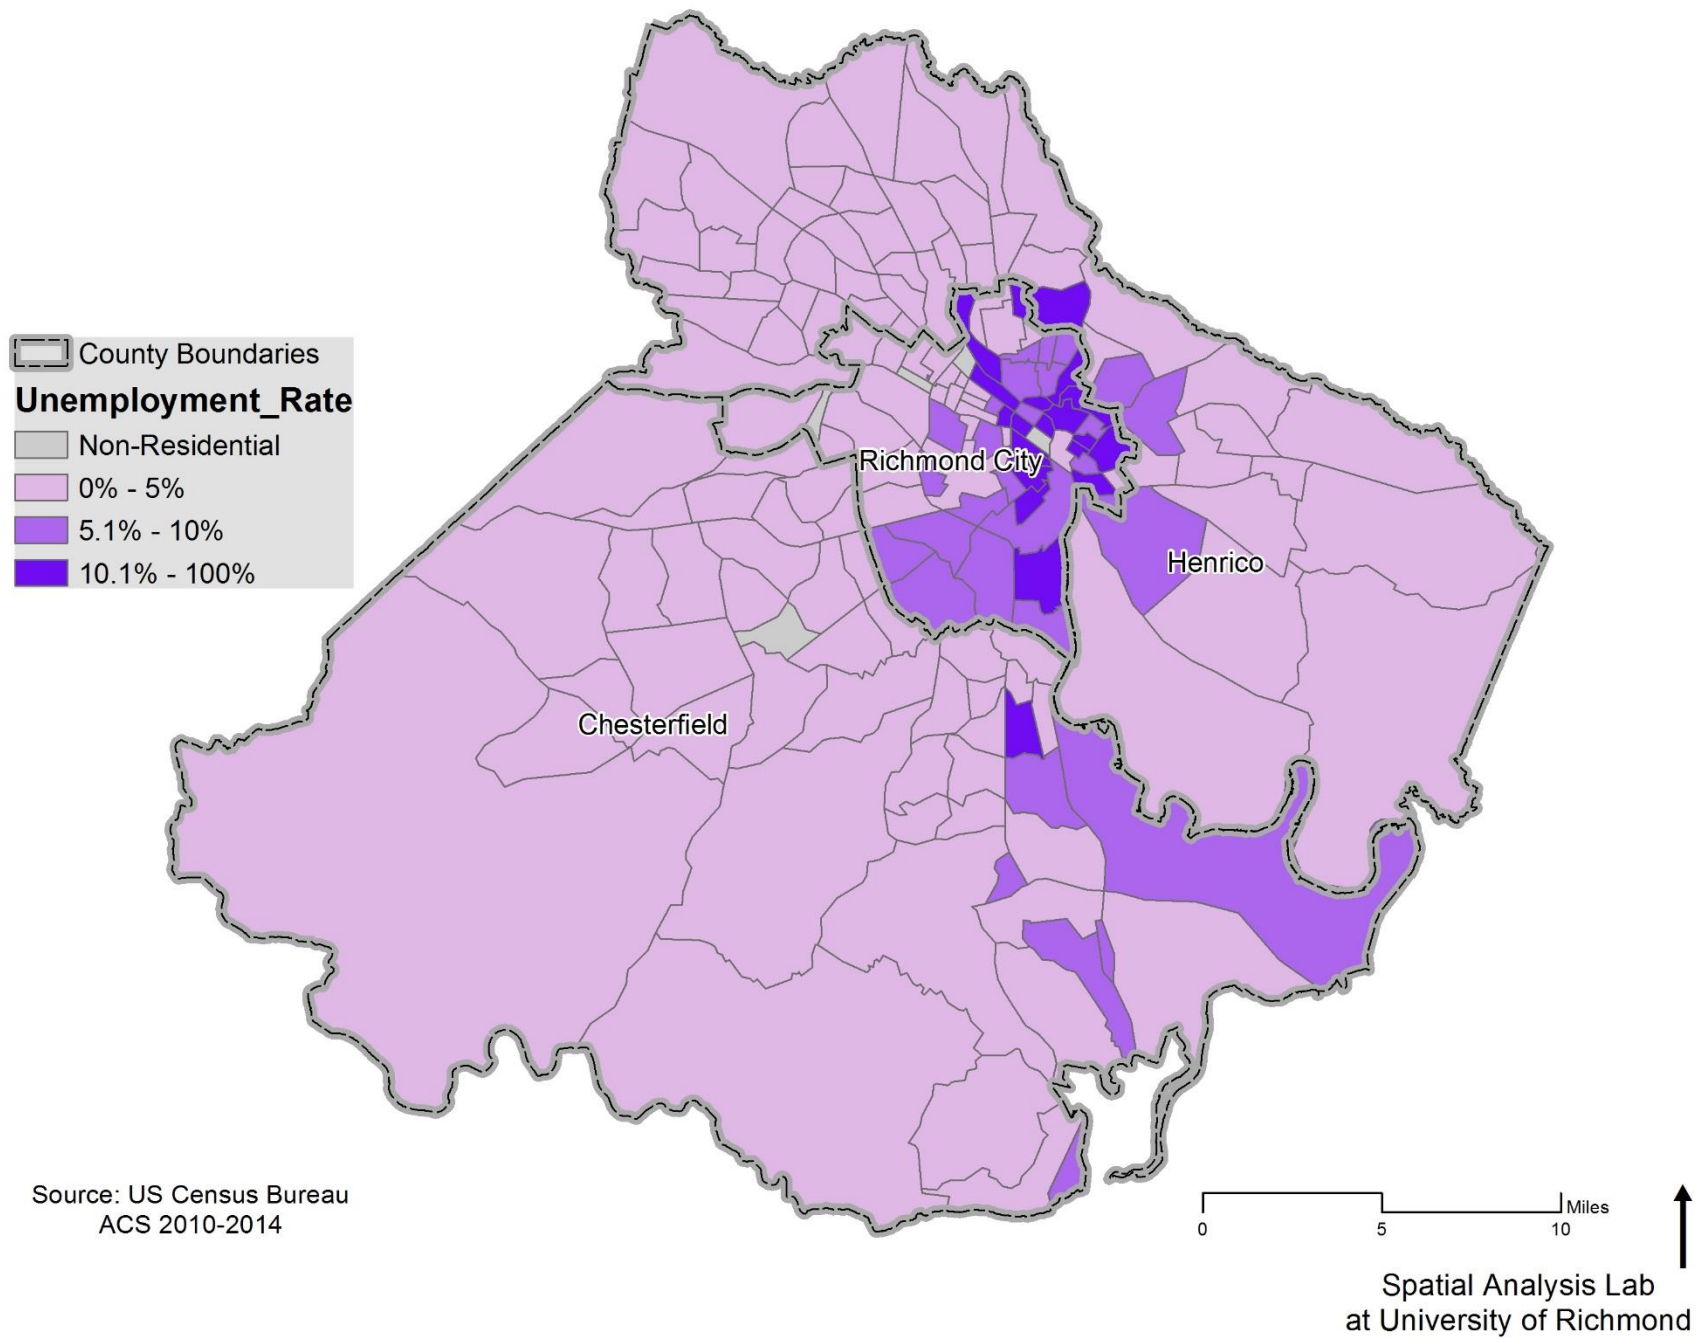 County Boundaries
Unemployment_Rate
Non-Residential
0% - 5%
5.1% - 10%
10.1% - 100%
Richmond City
Henrico
Chesterfield
Source: US Census Bureau
ACS 2010-2014
Miles
0 5 10
Spatial Analysis Lab
at University of Richmond